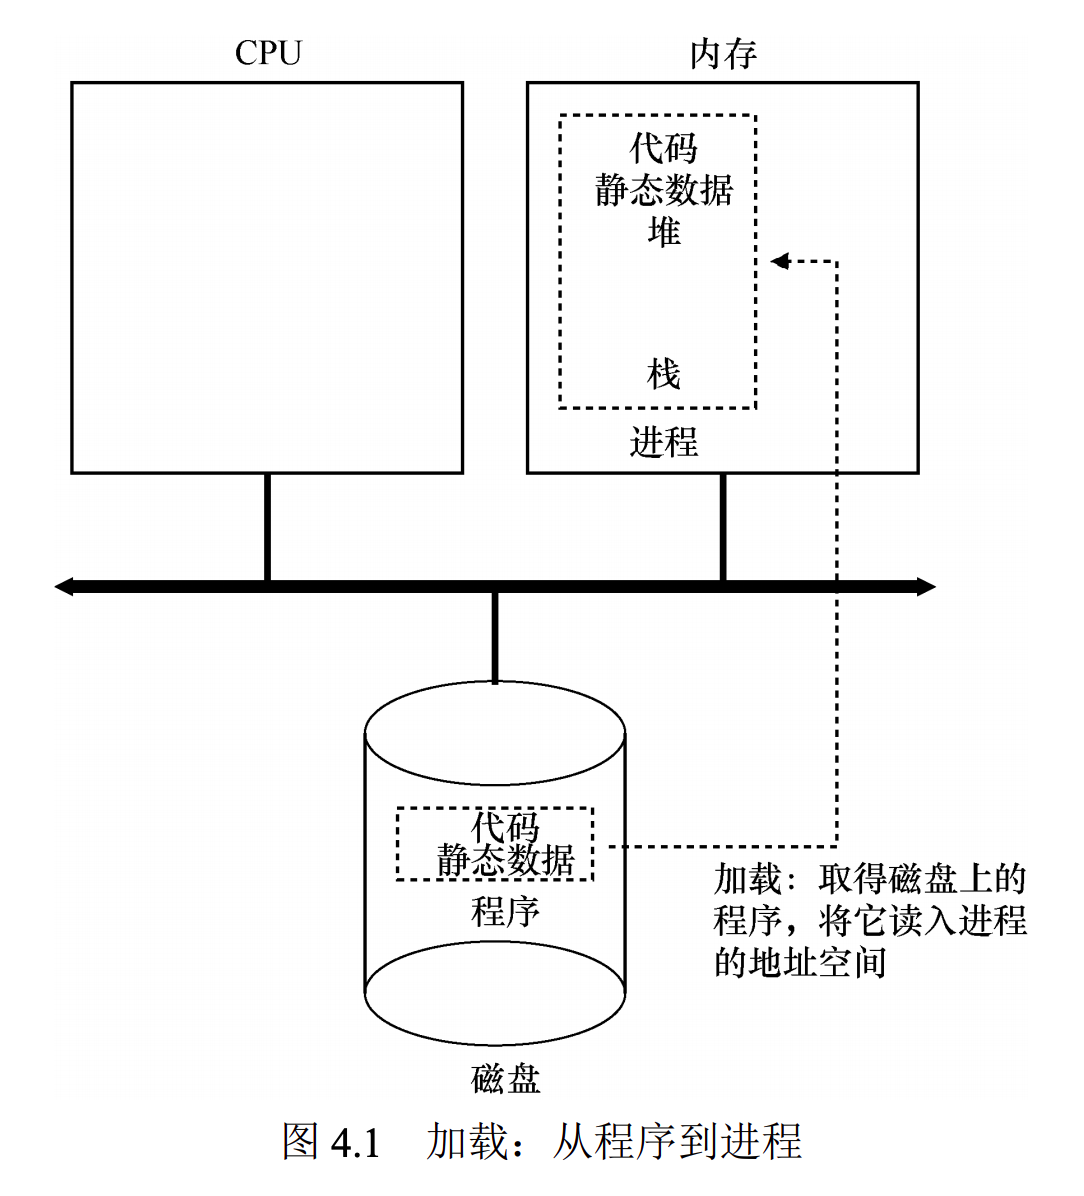 CPU
内存
代码
静态数据
堆
栈
进程
代码
静态数据
程序
加载：取得磁盘上的
程序，将它读入进程
的地址空间
磁盘
图 4.1 加载：从程序到进程